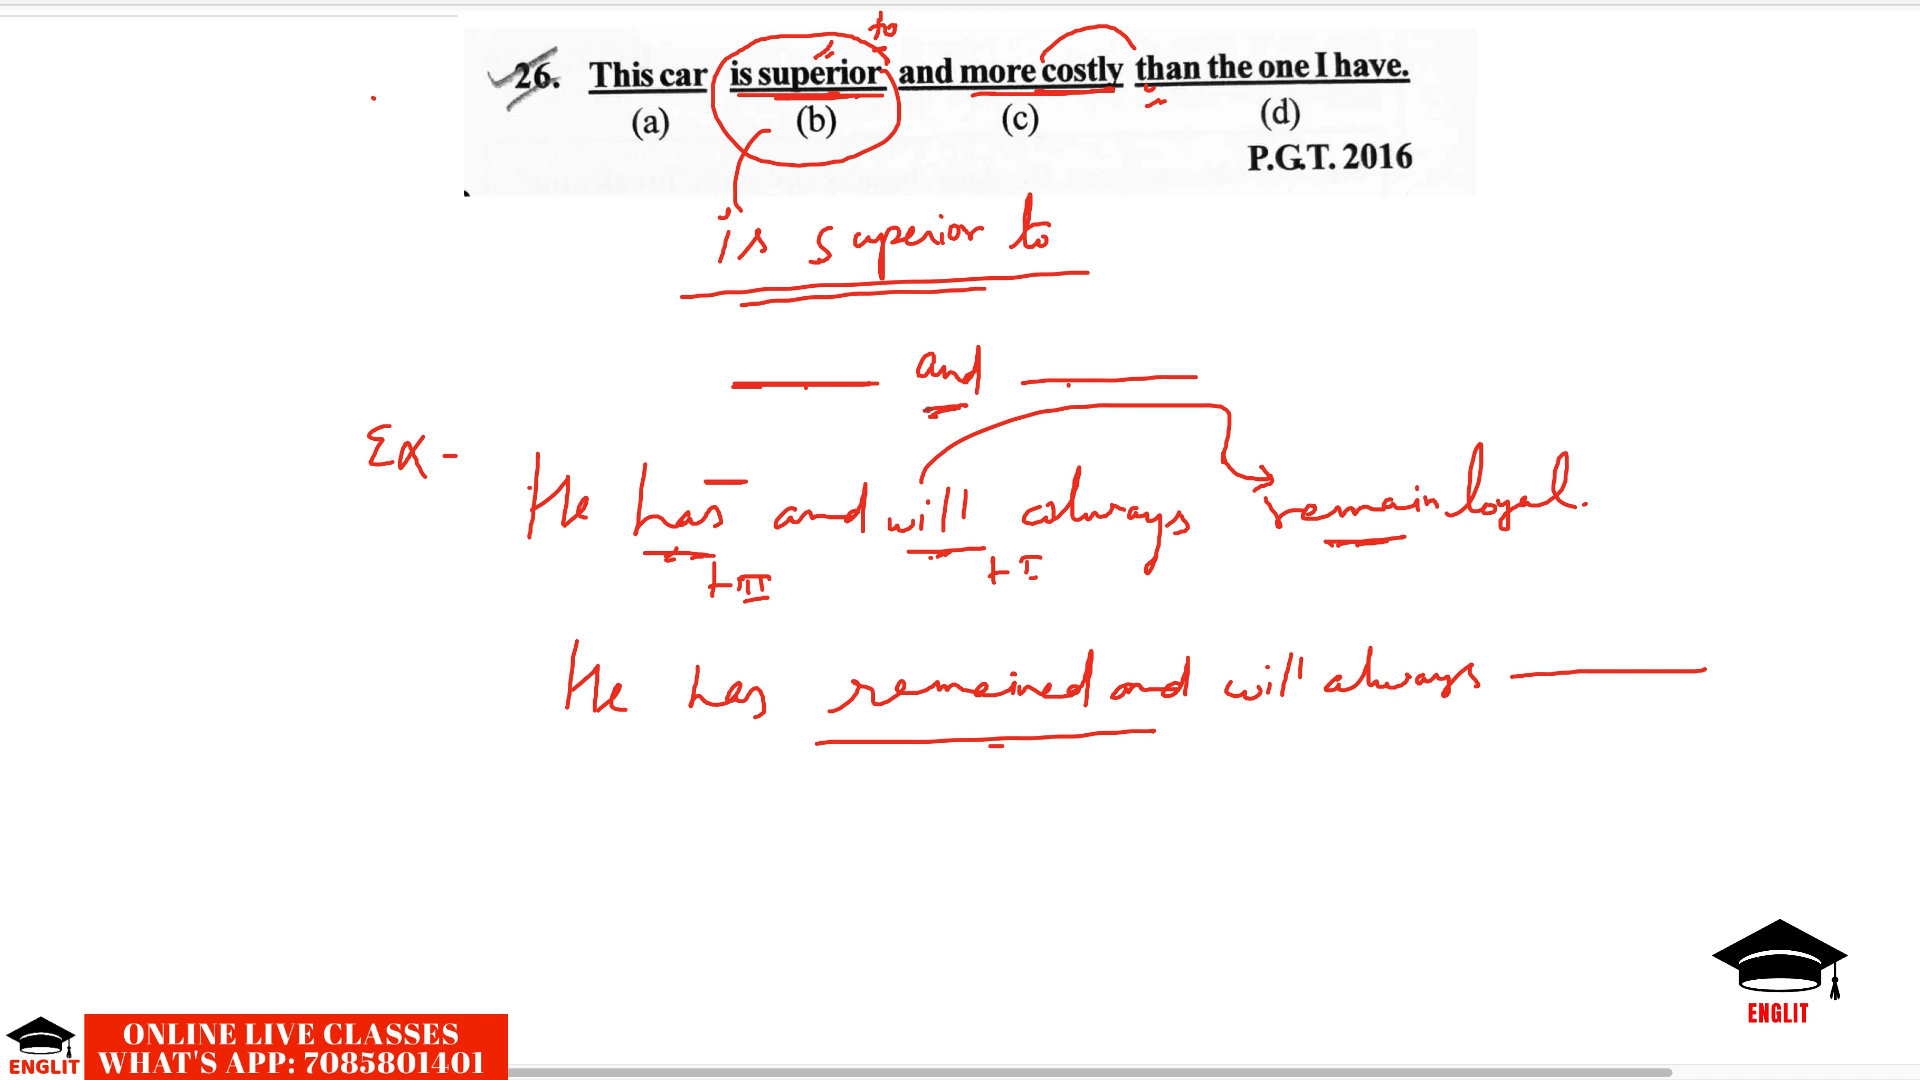 to
26. This car is superior and more costly than the one I have.
(a) (b) (c) (d)
P.G.T. 2016
is superior to
and
Ex - He has and will always remain loyal.
+ III + I
He has remained and will always
ENGLIT
ENGLIT
ONLINE LIVE CLASSES
WHAT'S APP: 7085801401